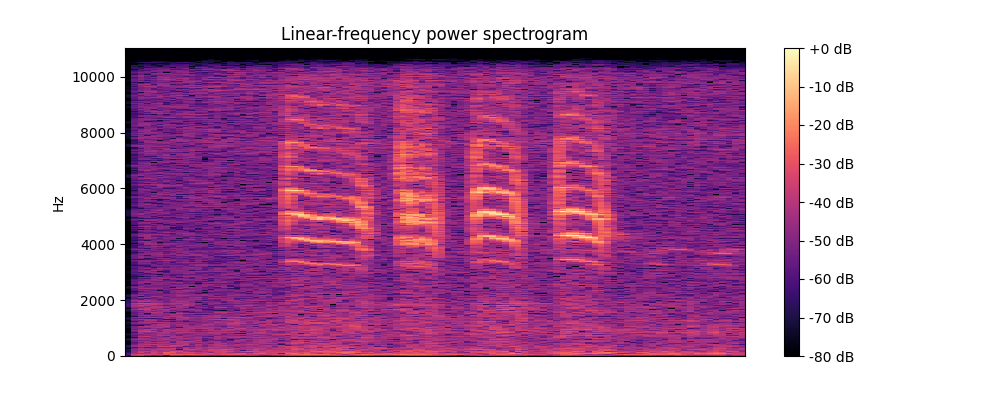 Linear-frequency power spectrogram
Hz
10000
8000
6000
4000
2000
0
+0 dB
-10 dB
-20 dB
-30 dB
-40 dB
-50 dB
-60 dB
-70 dB
-80 dB